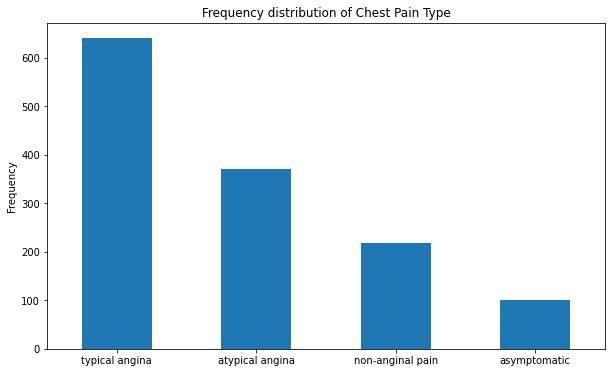 Frequency distribution of Chest Pain Type
Frequency
600
500
400
300
200
100
0
typical angina
atypical angina
non-anginal pain
asymptomatic